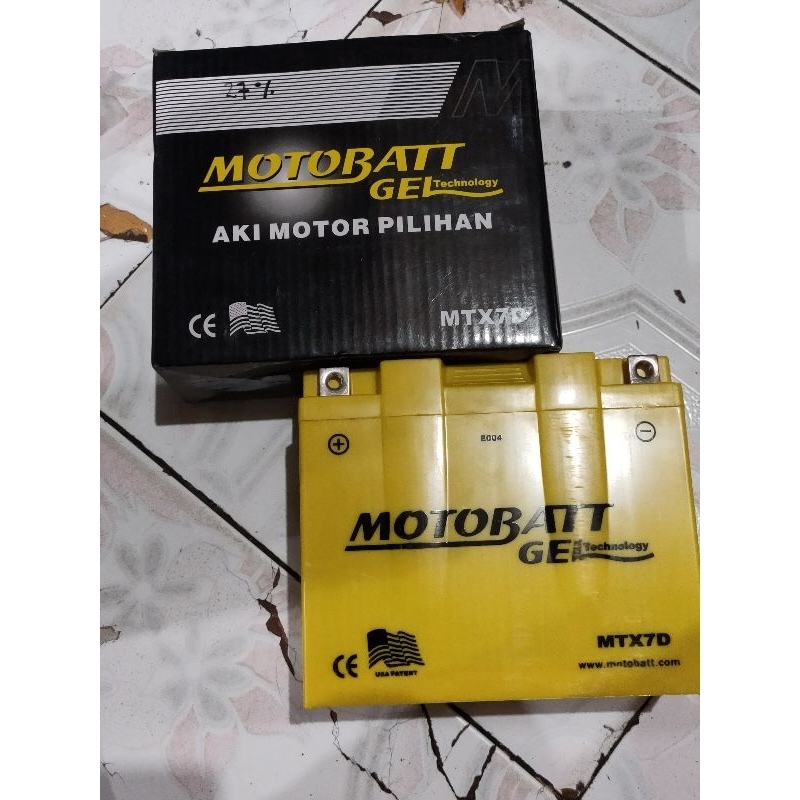 27%
MOTOBATT
GEL Technology
AKI MOTOR PILIHAN
CE
MTX7D
+
E004
−
MOTOBATT
GEL Technology
MTX7D
CE
USA PATENT
www.motobatt.com